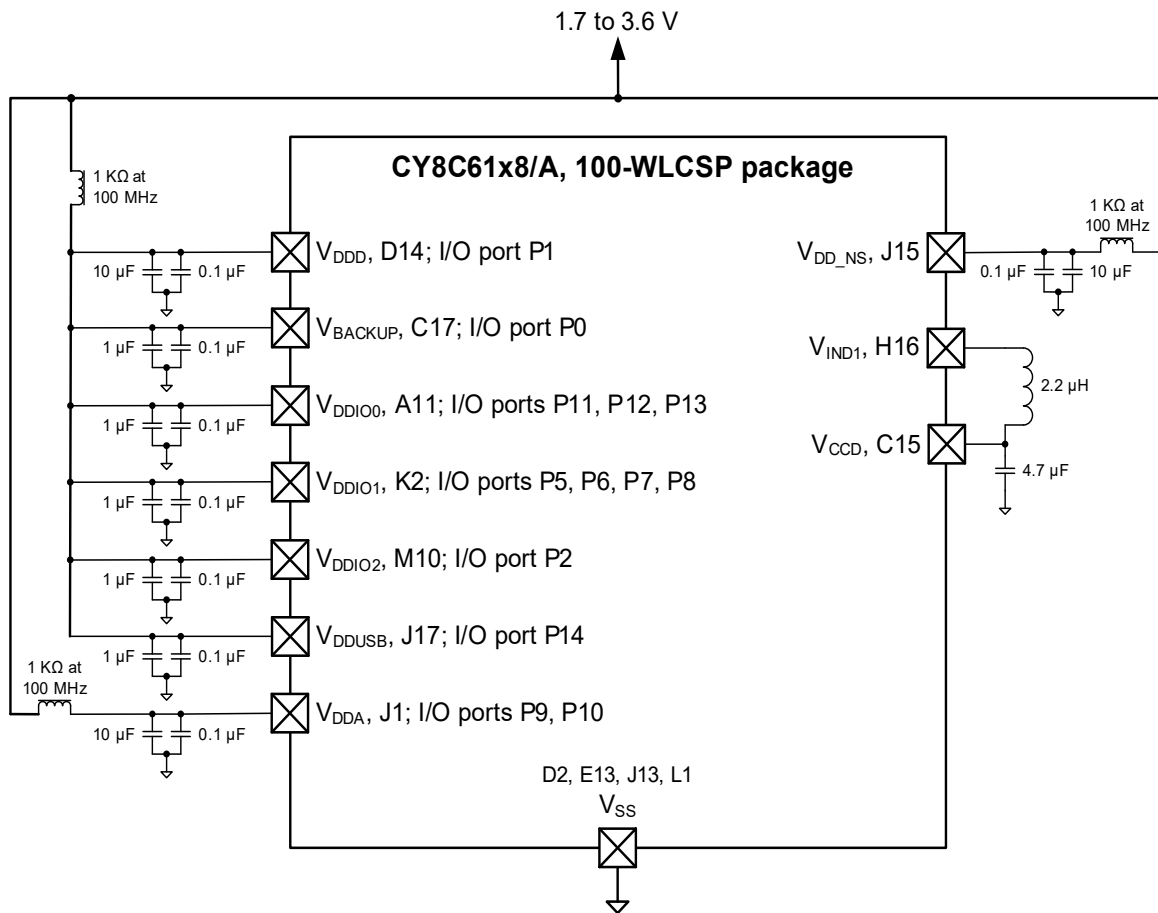 1.7 to 3.6 V
CY8C61x8/A, 100-WLCSP package
1 KΩ at
100 MHz
VDDD, D14; I/O port P1
10 µF
0.1 µF
VBACKUP, C17; I/O port P0
1 µF
0.1 µF
VDDIO0, A11; I/O ports P11, P12, P13
1 µF
0.1 µF
VDDIO1, K2; I/O ports P5, P6, P7, P8
1 µF
0.1 µF
VDDIO2, M10; I/O port P2
1 µF
0.1 µF
VDDUSB, J17; I/O port P14
1 µF
0.1 µF
1 KΩ at
100 MHz
VDDA, J1; I/O ports P9, P10
10 µF
0.1 µF
1 KΩ at
100 MHz
VDD_NS, J15
0.1 µF
10 µF
VIND1, H16
2.2 µH
VCCD, C15
4.7 µF
D2, E13, J13, L1
VSS